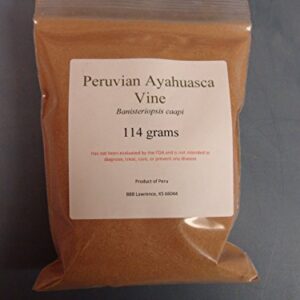 Peruvian Ayahuasca
Vine
Banisteriopsis caapi
114 grams
Has not been evaluated by the FDA and is not intended to
diagnose, treat, cure, or prevent any disease
Product of Peru
BBB Lawrence, KS 66044